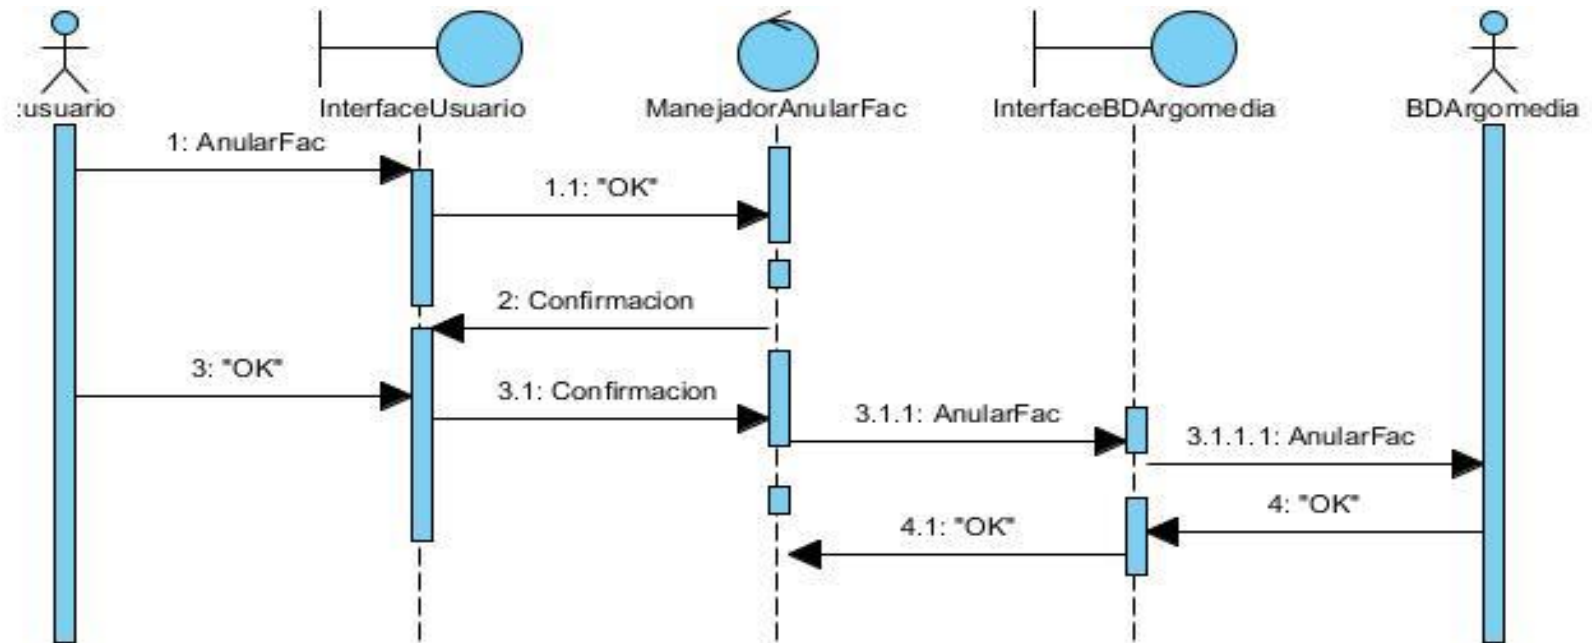 :usuario
InterfaceUsuario
ManejadorAnularFac
InterfaceBDArgomedia
BDArgomedia
1: AnularFac
1.1: "OK"
2: Confirmacion
3: "OK"
3.1: Confirmacion
3.1.1: AnularFac
3.1.1.1: AnularFac
4: "OK"
4.1: "OK"